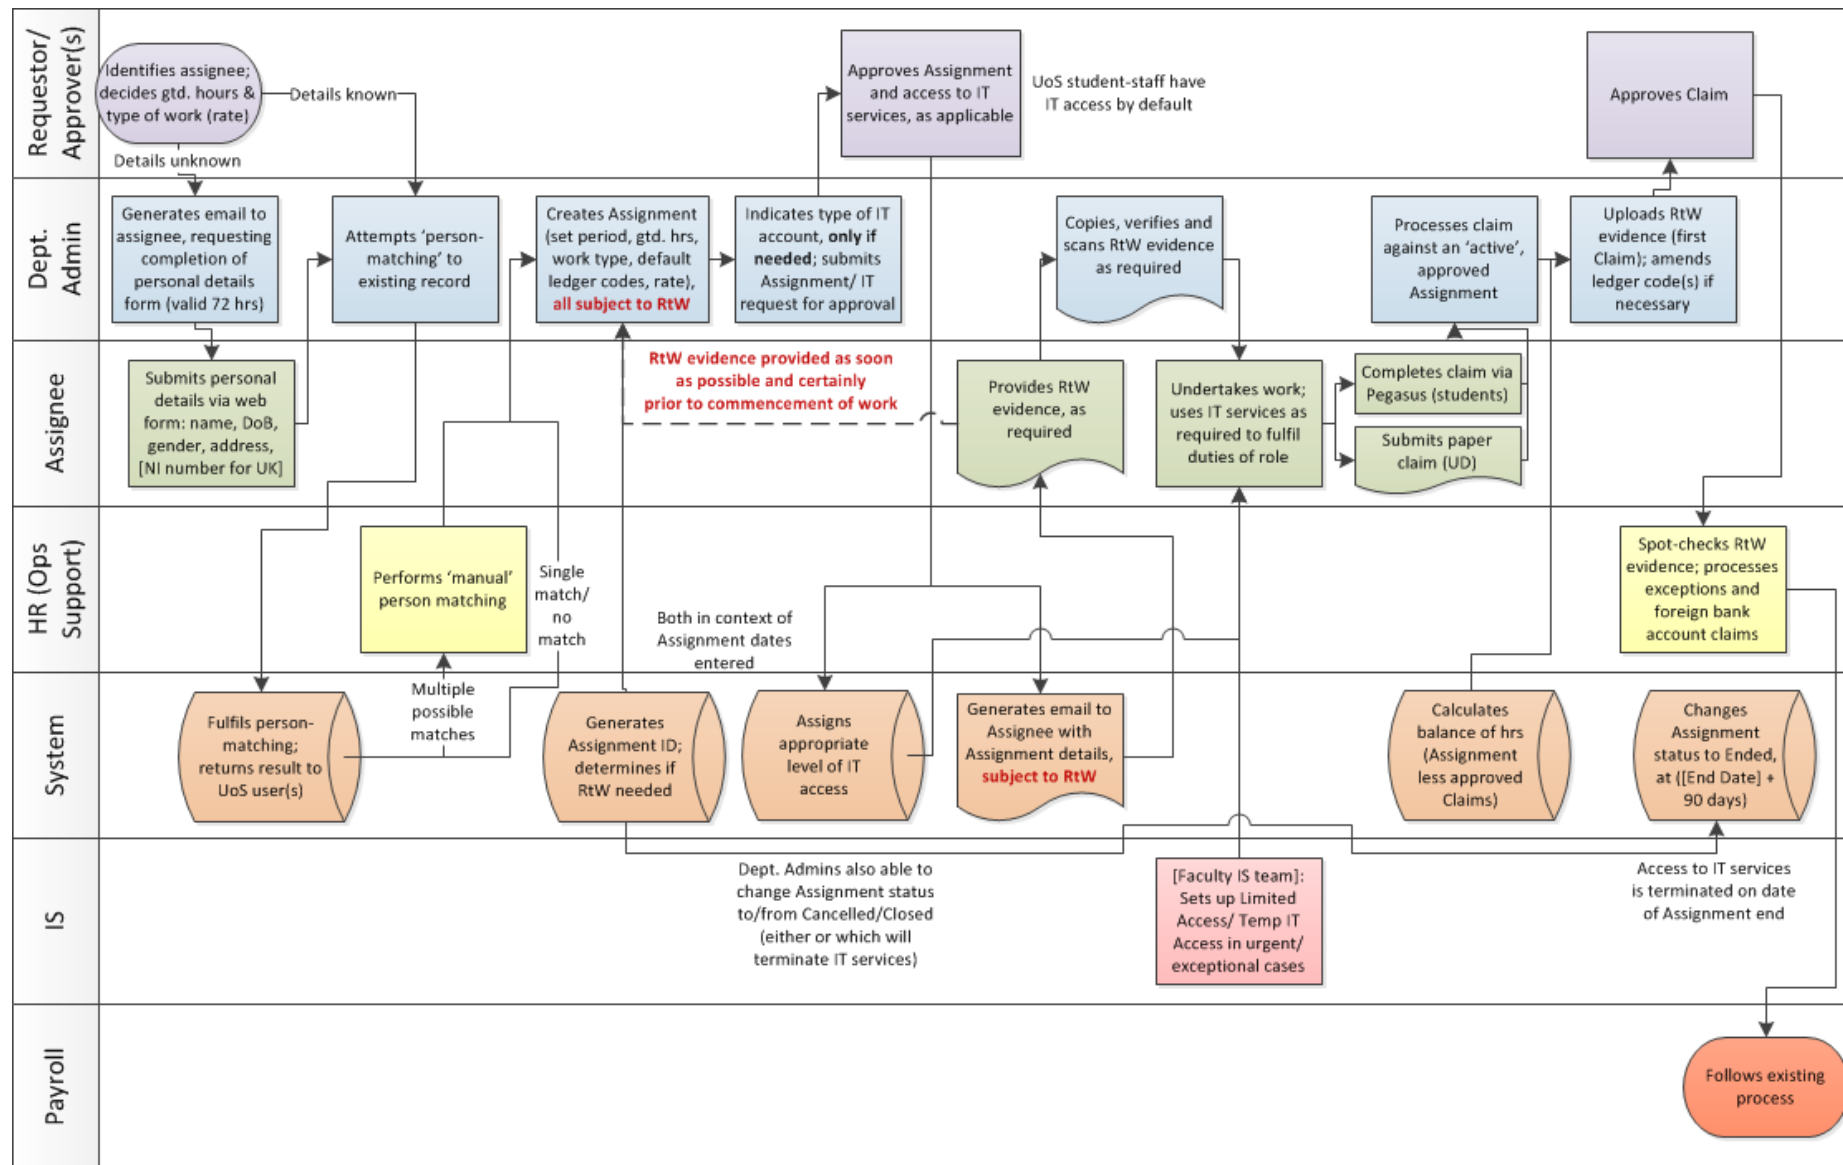 Requestor/
Approver(s)
Identifies assignee;
decides gtd. hours &
type of work (rate)
Details known
Details unknown
Approves Assignment
and access to IT
services, as applicable
UoS student-staff have
IT access by default
Approves Claim
Dept.
Admin
Generates email to
assignee, requesting
completion of
personal details
form (valid 72 hrs)
Attempts ‘person-
matching’ to
existing record
Creates Assignment
(set period, gtd. hrs,
work type, default
ledger codes, rate),
all subject to RtW
Indicates type of IT
account, only if
needed; submits
Assignment/ IT
request for approval
Copies, verifies and
scans RtW evidence
as required
Processes claim
against an ‘active’,
approved
Assignment
Uploads RtW
evidence (first
Claim); amends
ledger code(s) if
necessary
Assignee
Submits personal
details via web
form: name, DoB,
gender, address,
[NI number for UK]
RtW evidence provided as soon
as possible and certainly
prior to commencement of work
Provides RtW
evidence, as
required
Undertakes work;
uses IT services as
required to fulfil
duties of role
Completes claim via
Pegasus (students)
Submits paper
claim (UD)
HR (Ops
Support)
Performs ‘manual’
person matching
Single
match/
no
match
Both in context of
Assignment dates
entered
Spot-checks RtW
evidence; processes
exceptions and
foreign bank
account claims
System
Fulfils person-
matching;
returns result to
UoS user(s)
Multiple
possible
matches
Generates
Assignment ID;
determines if
RtW needed
Assigns
appropriate
level of IT
access
Generates email to
Assignee with
Assignment details,
subject to RtW
Calculates
balance of hrs
(Assignment
less approved
Claims)
Changes
Assignment
status to Ended,
at ([End Date] +
90 days)
IS
Dept. Admins also able to
change Assignment status
to/from Cancelled/Closed
(either or which will
terminate IT services)
[Faculty IS team]:
Sets up Limited
Access/ Temp IT
Access in urgent/
exceptional cases
Access to IT services
is terminated on date
of Assignment end
Payroll
Follows existing
process